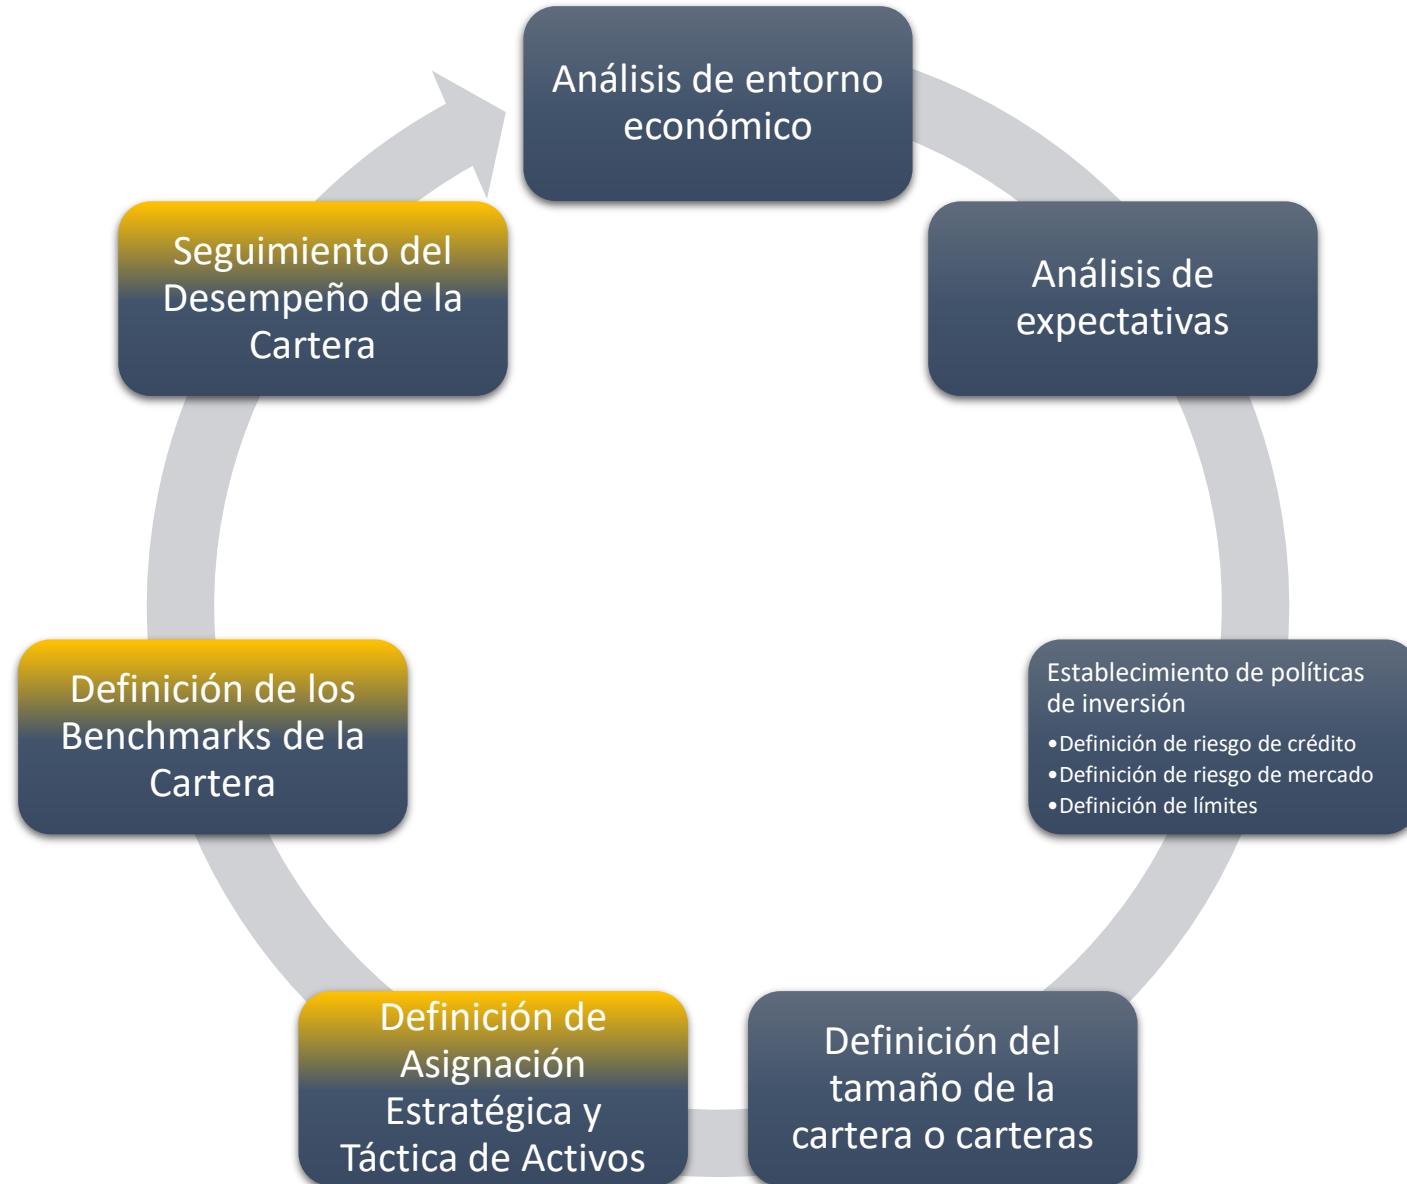 Análisis de entorno
económico
Análisis de
expectativas
Establecimiento de políticas
de inversión
•Definición de riesgo de crédito
•Definición de riesgo de mercado
•Definición de límites
Definición del
tamaño de la
cartera o carteras
Definición de
Asignación
Estratégica y
Táctica de Activos
Definición de los
Benchmarks de la
Cartera
Seguimiento del
Desempeño de la
Cartera